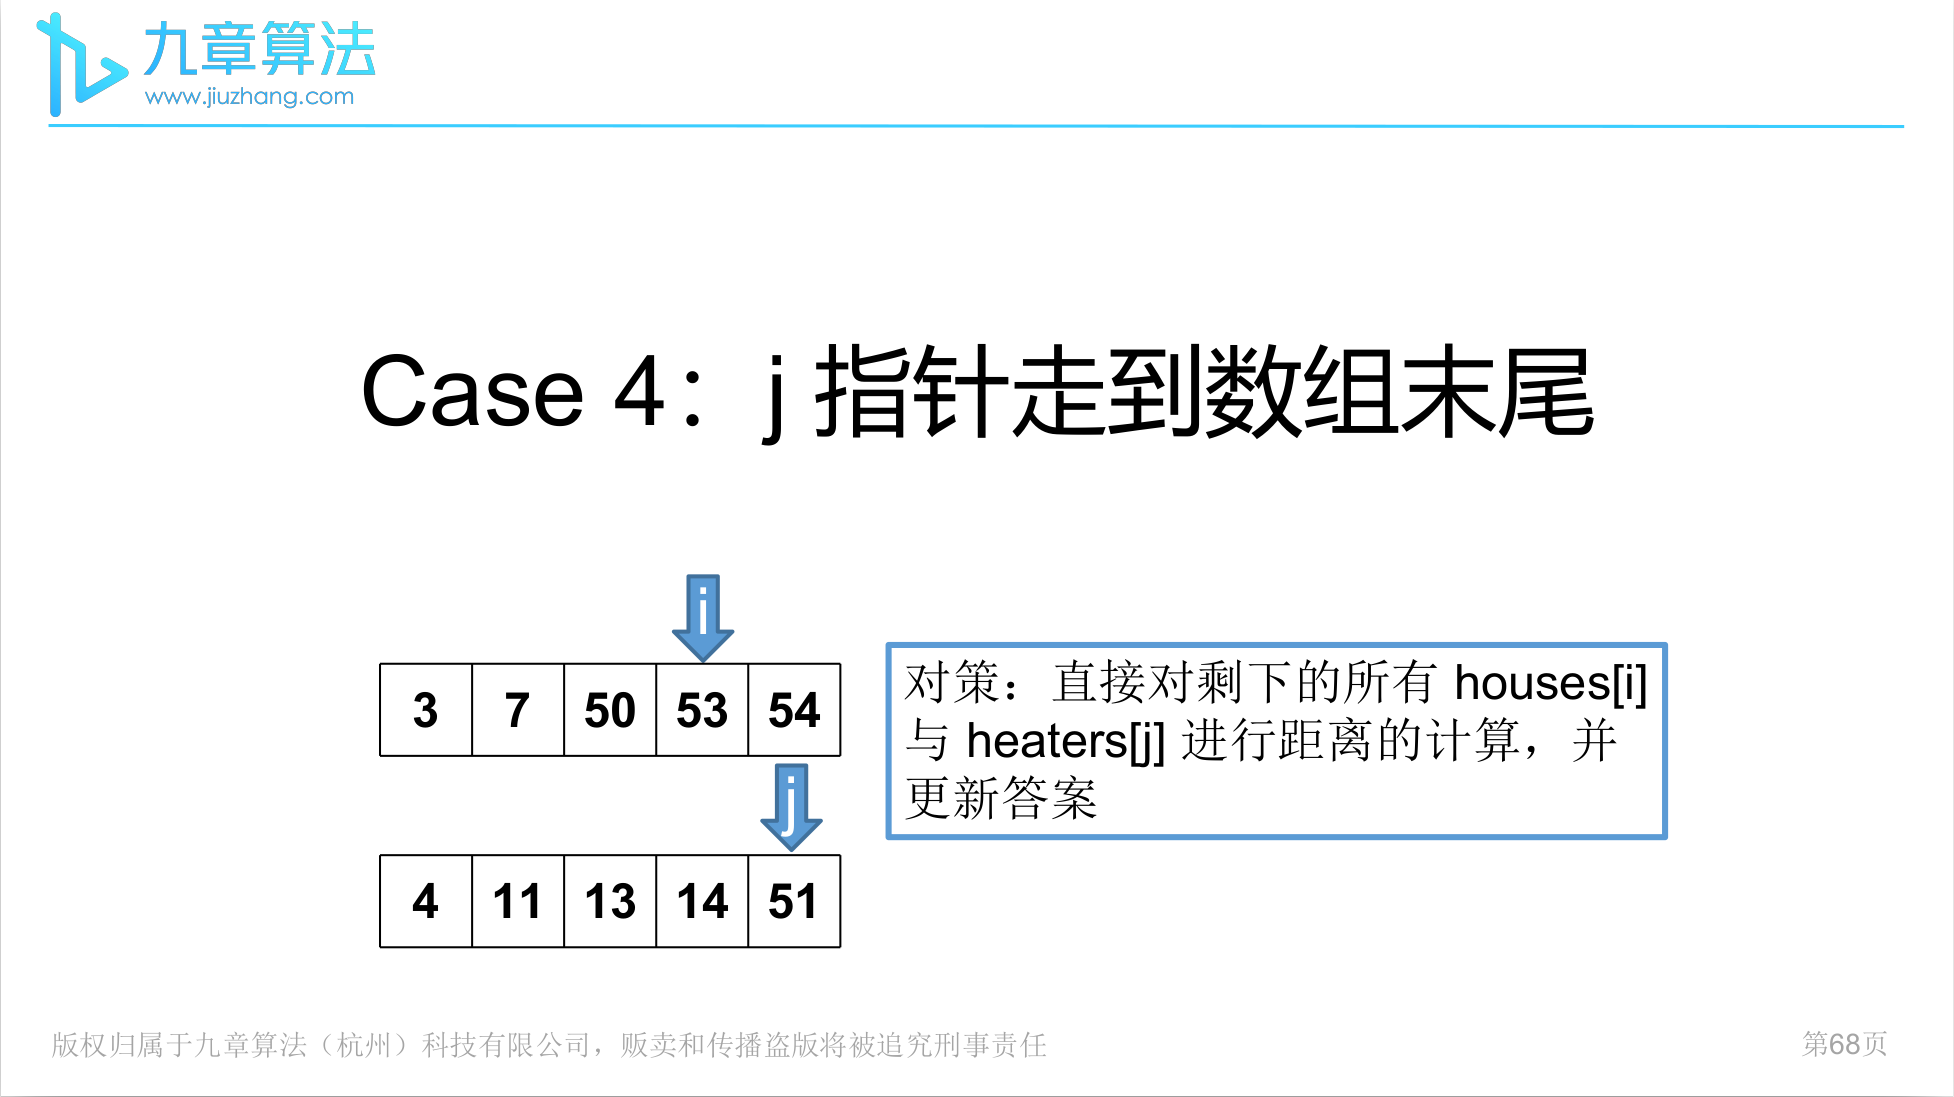 九章算法
www.jiuzhang.com
Case 4：j 指针走到数组末尾
i
3 7 50 53 54
j
4 11 13 14 51
对策：直接对剩下的所有 houses[i]
与 heaters[j] 进行距离的计算，并
更新答案
版权归属于九章算法（杭州）科技有限公司，贩卖和传播盗版将被追究刑事责任
第68页